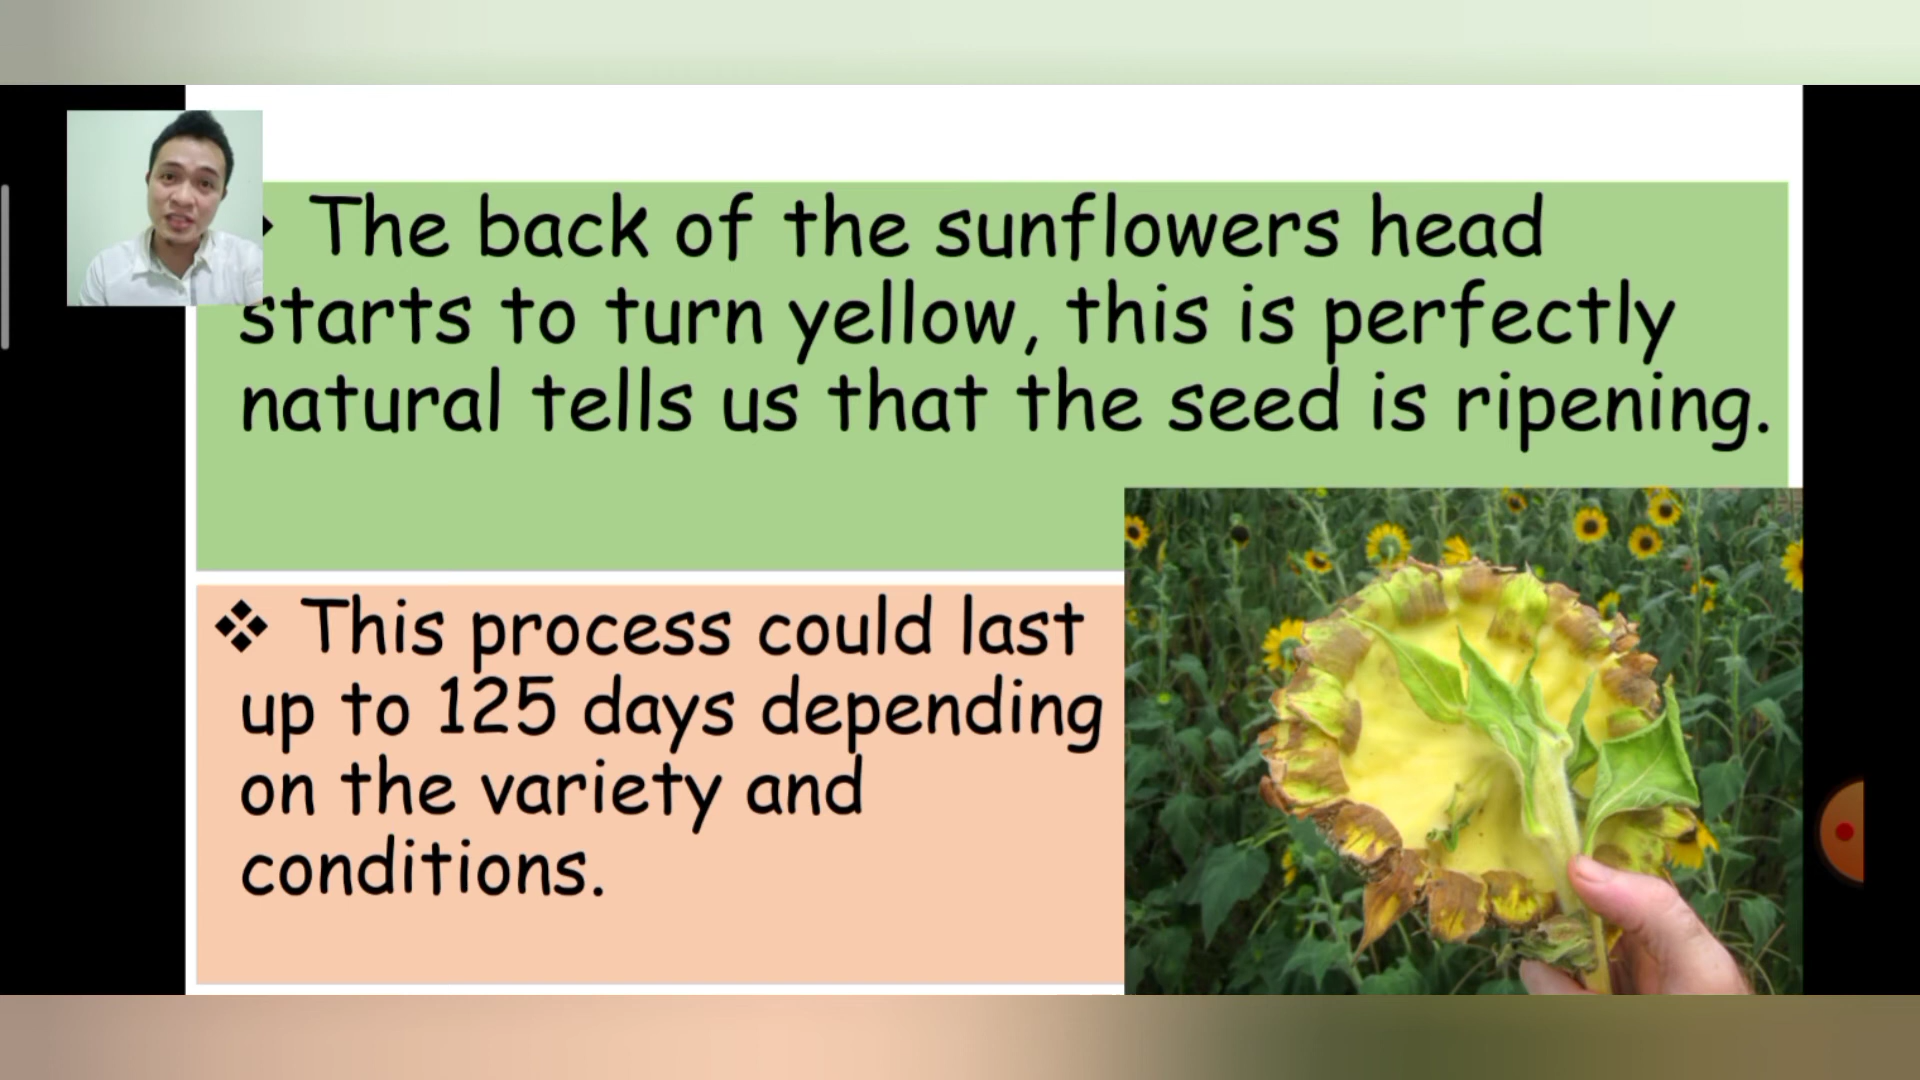 The back of the sunflowers head
starts to turn yellow, this is perfectly
natural tells us that the seed is ripening.
This process could last
up to 125 days depending
on the variety and
conditions.